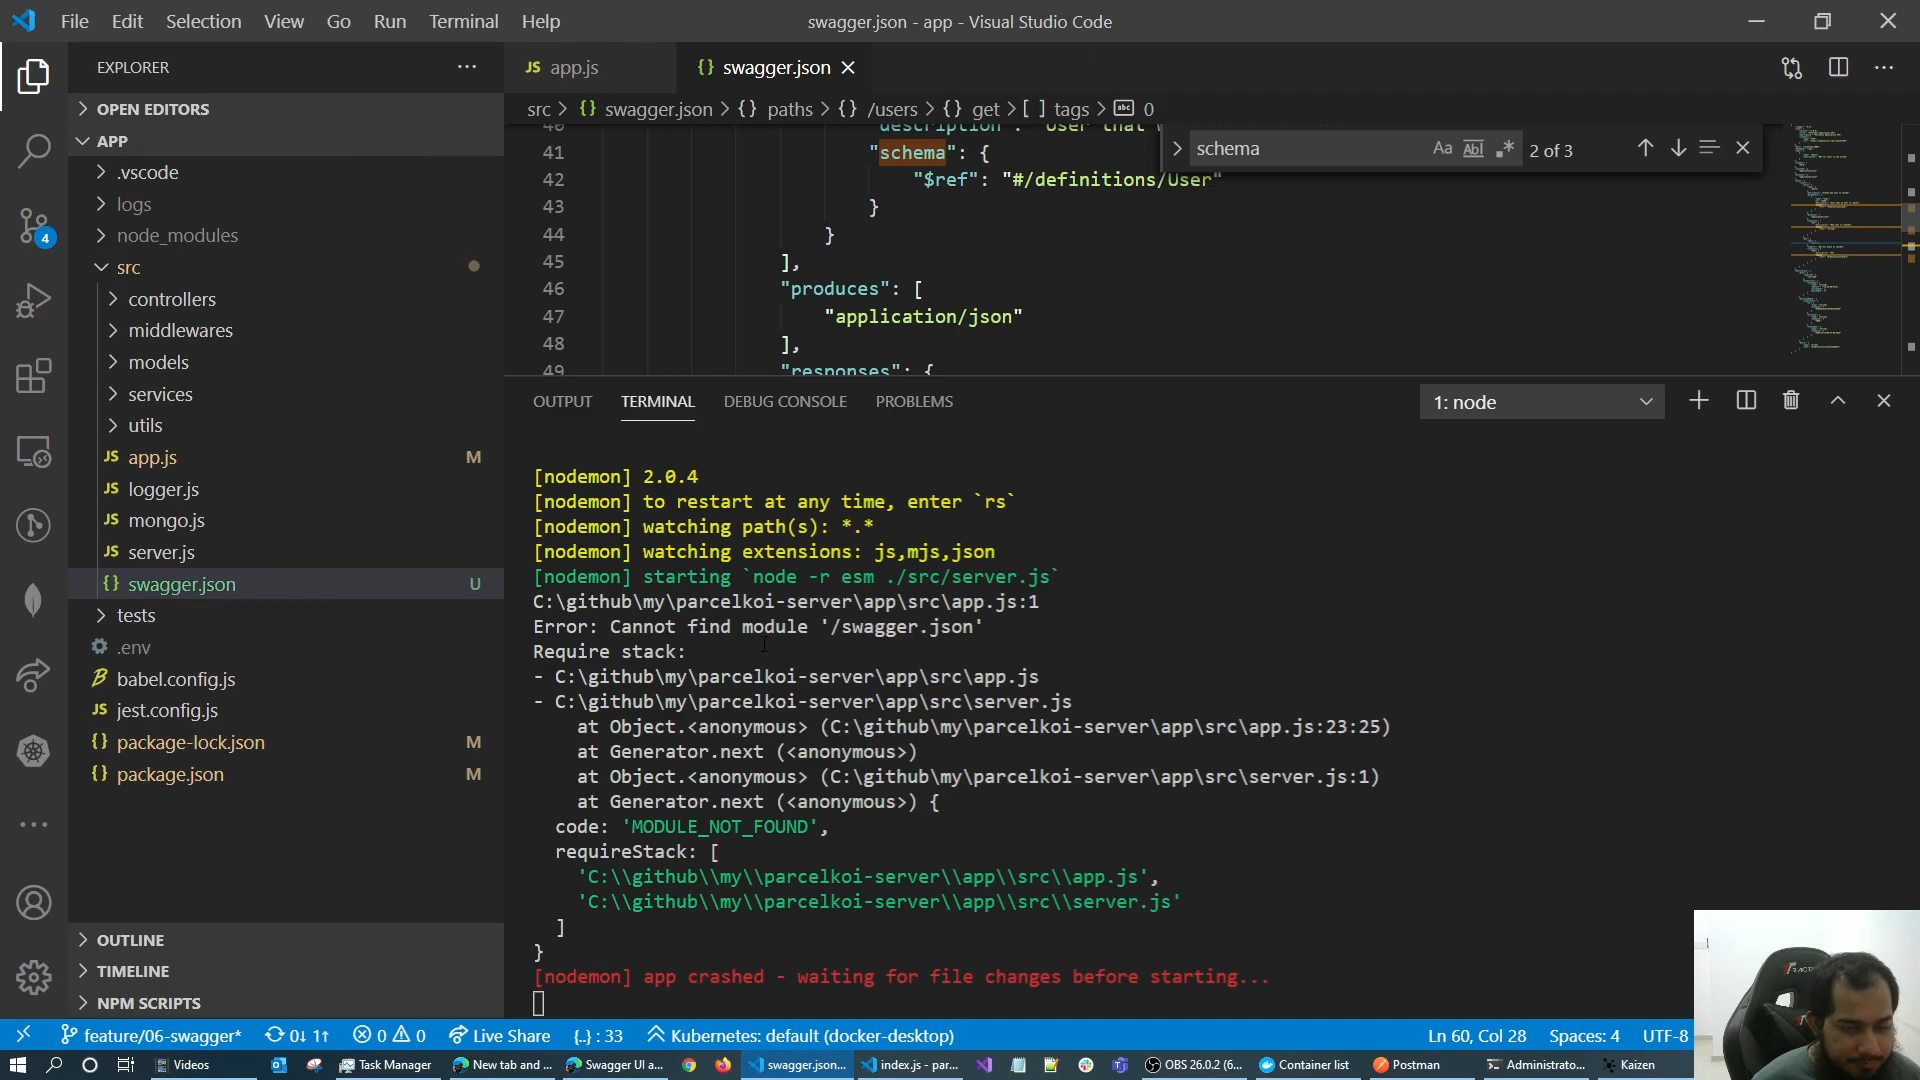 File Edit Selection View Go Run Terminal Help
swagger.json - app - Visual Studio Code
EXPLORER
OPEN EDITORS
APP
.vscode
logs
node_modules
src
controllers
middlewares
models
services
utils
JS app.js M
JS logger.js
JS mongo.js
JS server.js
{} swagger.json U
tests
.env
babel.config.js
JS jest.config.js
{} package-lock.json M
{} package.json M
OUTLINE
TIMELINE
NPM SCRIPTS
4
JS app.js
{} swagger.json
src > {} swagger.json > {} paths > {} /users > {} get > [ ] tags > abc 0
schema
Aa Abl .*
2 of 3
40 "description": "User that
41 "schema": {
42 "$ref": "#/definitions/User"
43 }
44 }
45 ],
46 "produces": [
47 "application/json"
48 ],
49 "responses": {
OUTPUT TERMINAL DEBUG CONSOLE PROBLEMS
1: node
[nodemon] 2.0.4
[nodemon] to restart at any time, enter `rs`
[nodemon] watching path(s): *.*
[nodemon] watching extensions: js,mjs,json
[nodemon] starting `node -r esm ./src/server.js`
C:\github\my\parcelkoi-server\app\src\app.js:1
Error: Cannot find module '/swagger.json'
Require stack:
- C:\github\my\parcelkoi-server\app\src\app.js
- C:\github\my\parcelkoi-server\app\src\server.js
at Object.<anonymous> (C:\github\my\parcelkoi-server\app\src\app.js:23:25)
at Generator.next (<anonymous>)
at Object.<anonymous> (C:\github\my\parcelkoi-server\app\src\server.js:1)
at Generator.next (<anonymous>) {
code: 'MODULE_NOT_FOUND',
requireStack: [
'C:\\github\\my\\parcelkoi-server\\app\\src\\app.js',
'C:\\github\\my\\parcelkoi-server\\app\\src\\server.js'
]
}
[nodemon] app crashed - waiting for file changes before starting...
feature/06-swagger* 0↓ 1↑ 0 0 Live Share {..} : 33 Kubernetes: default (docker-desktop)
Ln 60, Col 28 Spaces: 4 UTF-8
Videos
Task Manager
New tab and ...
Swagger UI a...
swagger.json...
index.js - par...
OBS 26.0.2 (6...
Container list
Postman
Administrato...
Kaizen